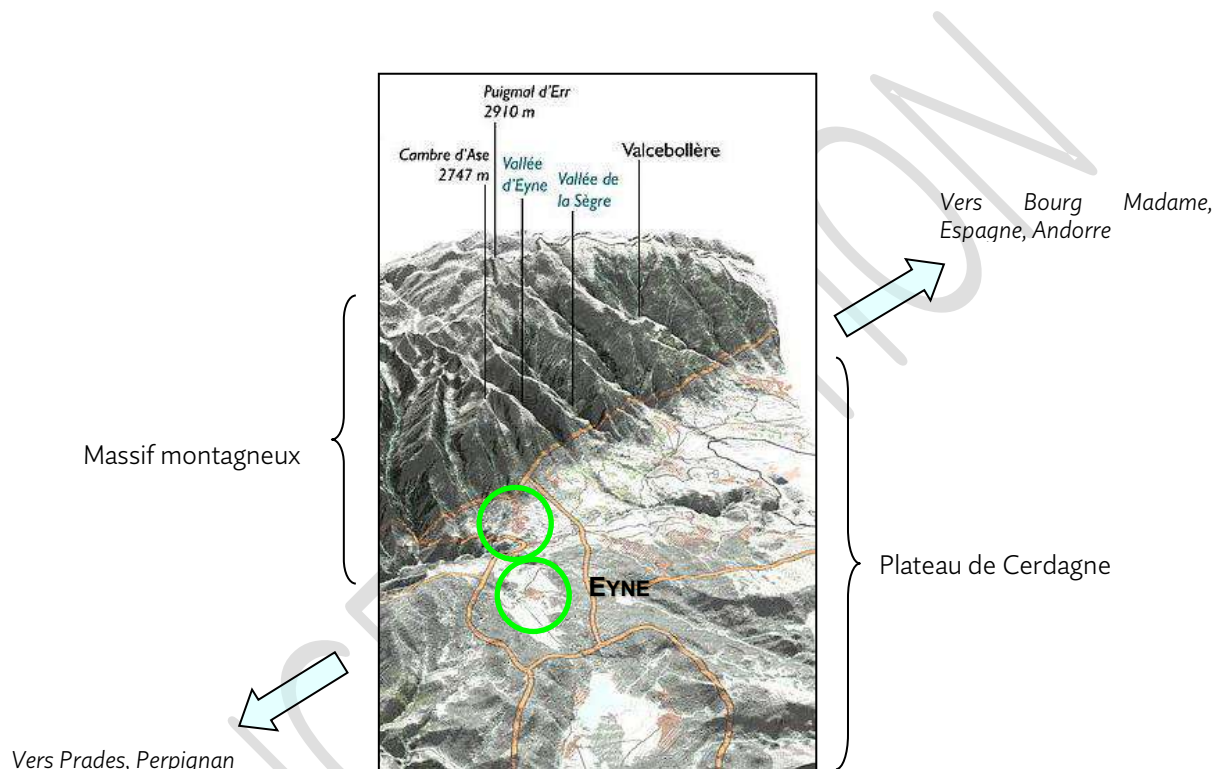 Puigmal d'Err
2910 m
Cambre d'Ase
2747 m
Vallée
d'Eyne
Vallée de
la Sègre
Valcebollère
Vers Bourg Madame,
Espagne, Andorre
Massif montagneux
EYNE
Plateau de Cerdagne
Vers Prades, Perpignan